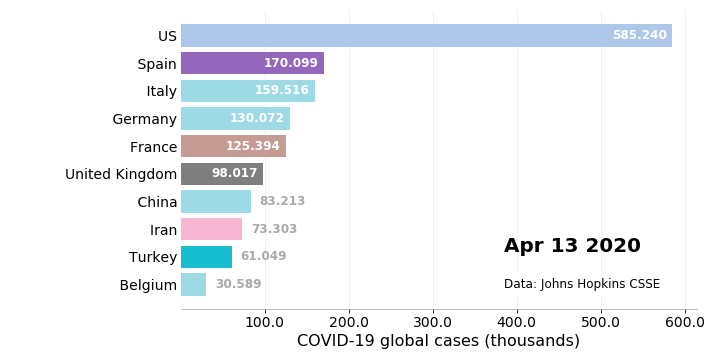 US 585.240
Spain 170.099
Italy 159.516
Germany 130.072
France 125.394
United Kingdom 98.017
China 83.213
Iran 73.303
Turkey 61.049
Belgium 30.589
Apr 13 2020
Data: Johns Hopkins CSSE
100.0 200.0 300.0 400.0 500.0 600.0
COVID-19 global cases (thousands)